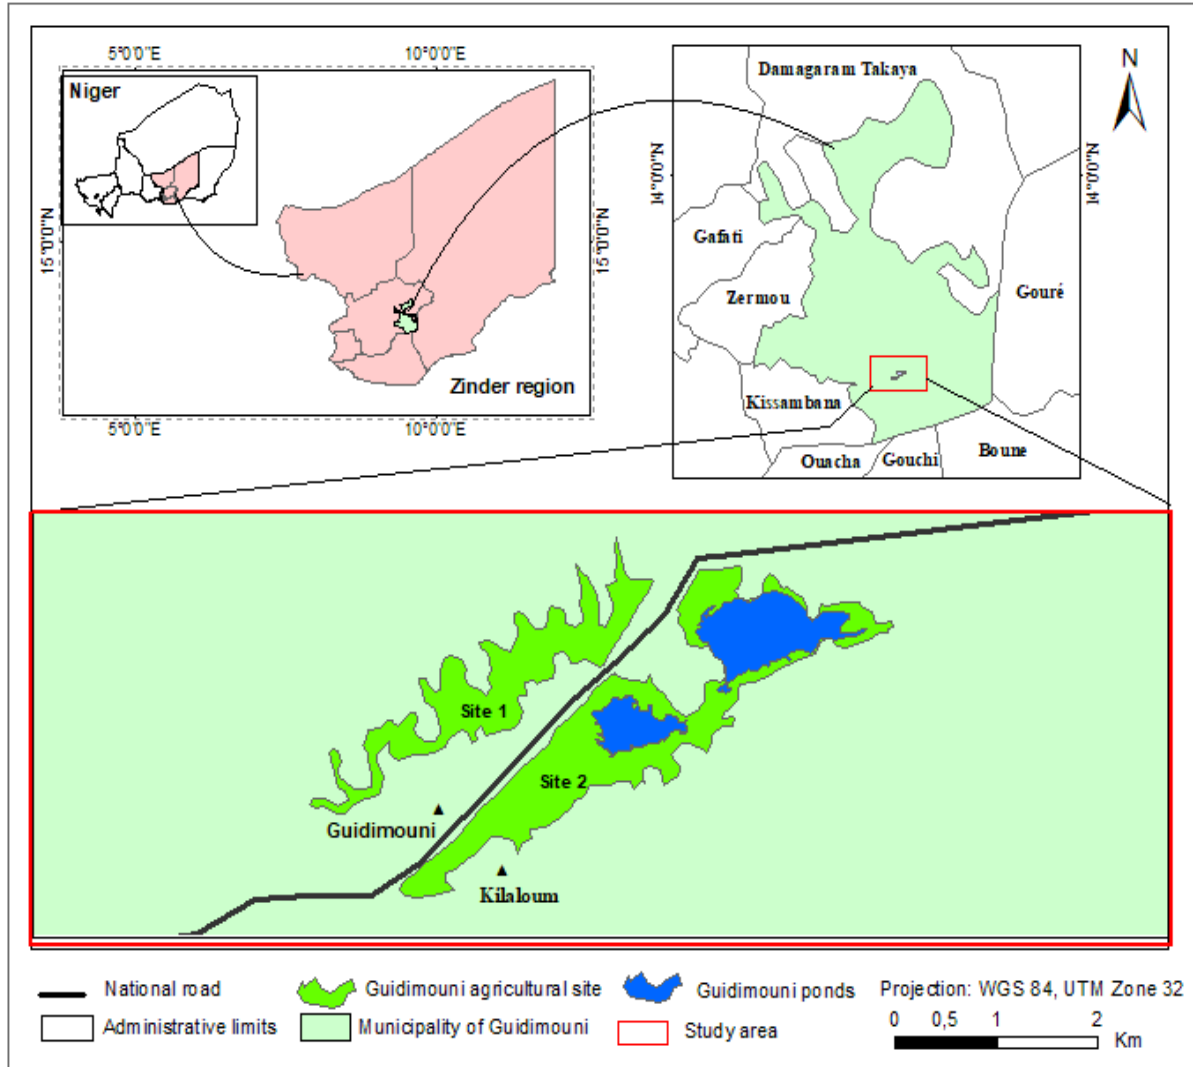 5°0'0"E
10°0'0"E
Niger
15°0'0"N
15°0'0"N
Zinder region
5°0'0"E
10°0'0"E
Damagaram Takaya
N
14°0'0"N
14°0'0"N
Gafati
Zermou
Gouré
Kissambana
Ouacha
Gouchi
Boune
Site 1
Site 2
Guidimouni
Kilaloum
National road
Guidimouni agricultural site
Guidimouni ponds
Projection: WGS 84, UTM Zone 32
Administrative limits
Municipality of Guidimouni
Study area
0 0,5 1 2
Km